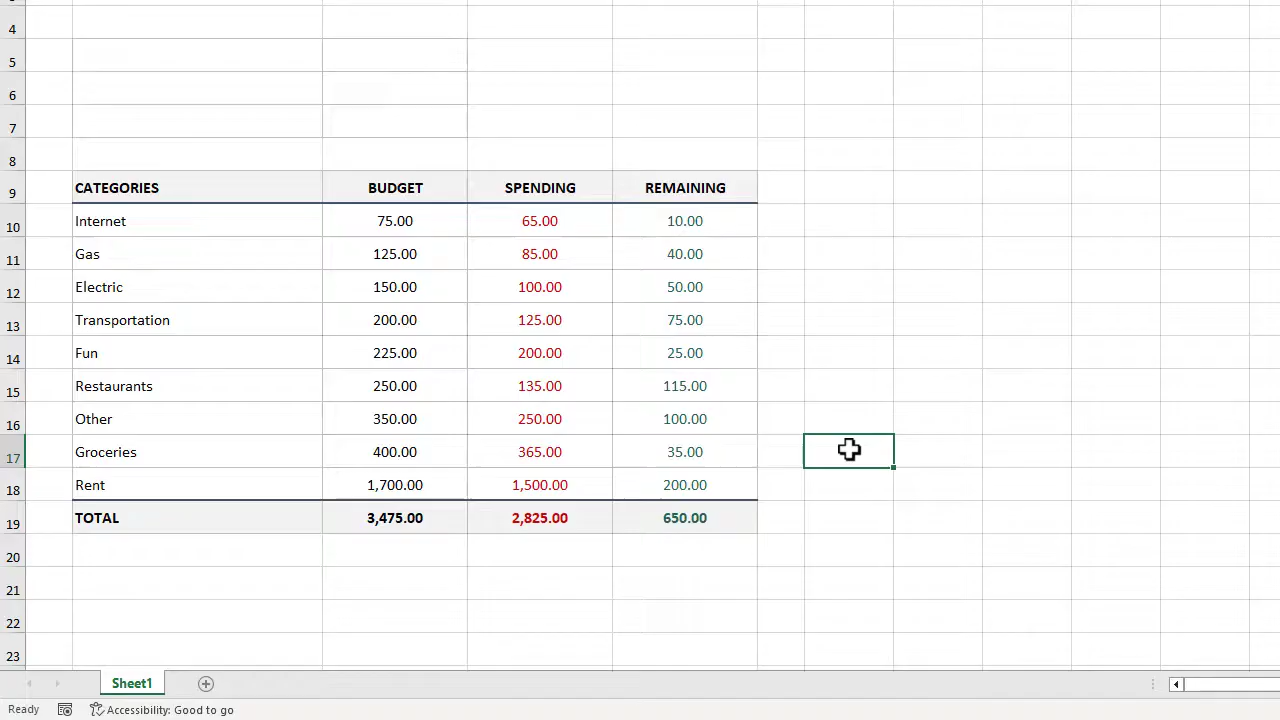 4
5
6
7
8
9 CATEGORIES BUDGET SPENDING REMAINING
10 Internet 75.00 65.00 10.00
11 Gas 125.00 85.00 40.00
12 Electric 150.00 100.00 50.00
13 Transportation 200.00 125.00 75.00
14 Fun 225.00 200.00 25.00
15 Restaurants 250.00 135.00 115.00
16 Other 350.00 250.00 100.00
17 Groceries 400.00 365.00 35.00
18 Rent 1,700.00 1,500.00 200.00
19 TOTAL 3,475.00 2,825.00 650.00
20
21
22
23
Sheet1
Ready Accessibility: Good to go